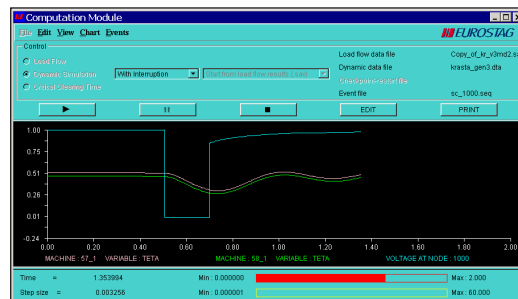 Computation Module
File Edit View Chart Events
EUROSTAG
Control
Load Flow
Dynamic Simulation
Critical Clearing Time
With Interruption
Start from load flow results (.sav)
Load flow data file Copy_of_kr_v3md2.sa
Dynamic data file krasta_gen3.dta
Checkpoint-restart file
Event file sc_1000.seq
EDIT PRINT
1.00
0.75
0.51
0.26
0.01
-0.24
0.00 0.20 0.40 0.60 0.80 1.00 1.20 1.40 1.60 1.80 2.00
MACHINE : 57_1 VARIABLE : TETA MACHINE : 58_1 VARIABLE : TETA VOLTAGE AT NODE : 1000
Time = 1.353994 Min : 0.000000 Max : 2.000
Step size = 0.003256 Min : 0.000001 Max : 60.000